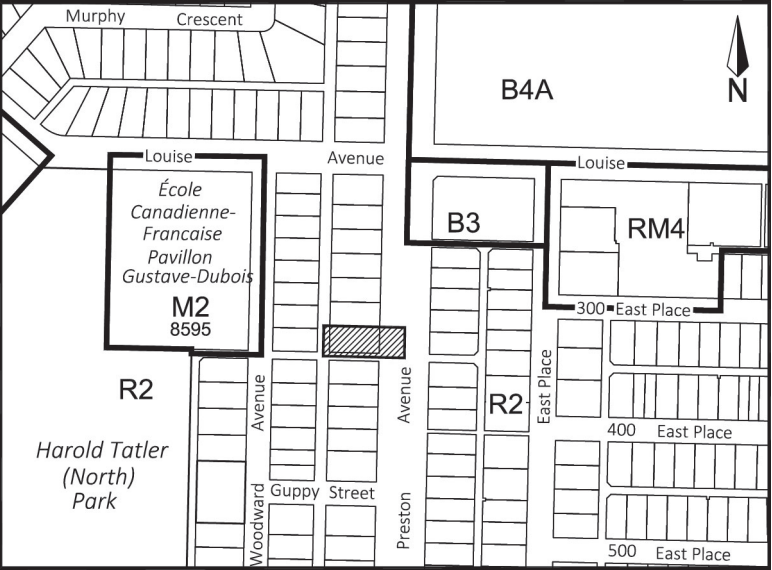 Murphy Crescent
B4A
N
Louise
Avenue
Louise
École
Canadienne-
Francaise
Pavillon
Gustave-Dubois
M2
8595
B3
RM4
300 East Place
R2
Avenue
Avenue
R2
East Place
400 East Place
Harold Tatler
(North)
Park
Woodward
Guppy Street
Preston
500 East Place